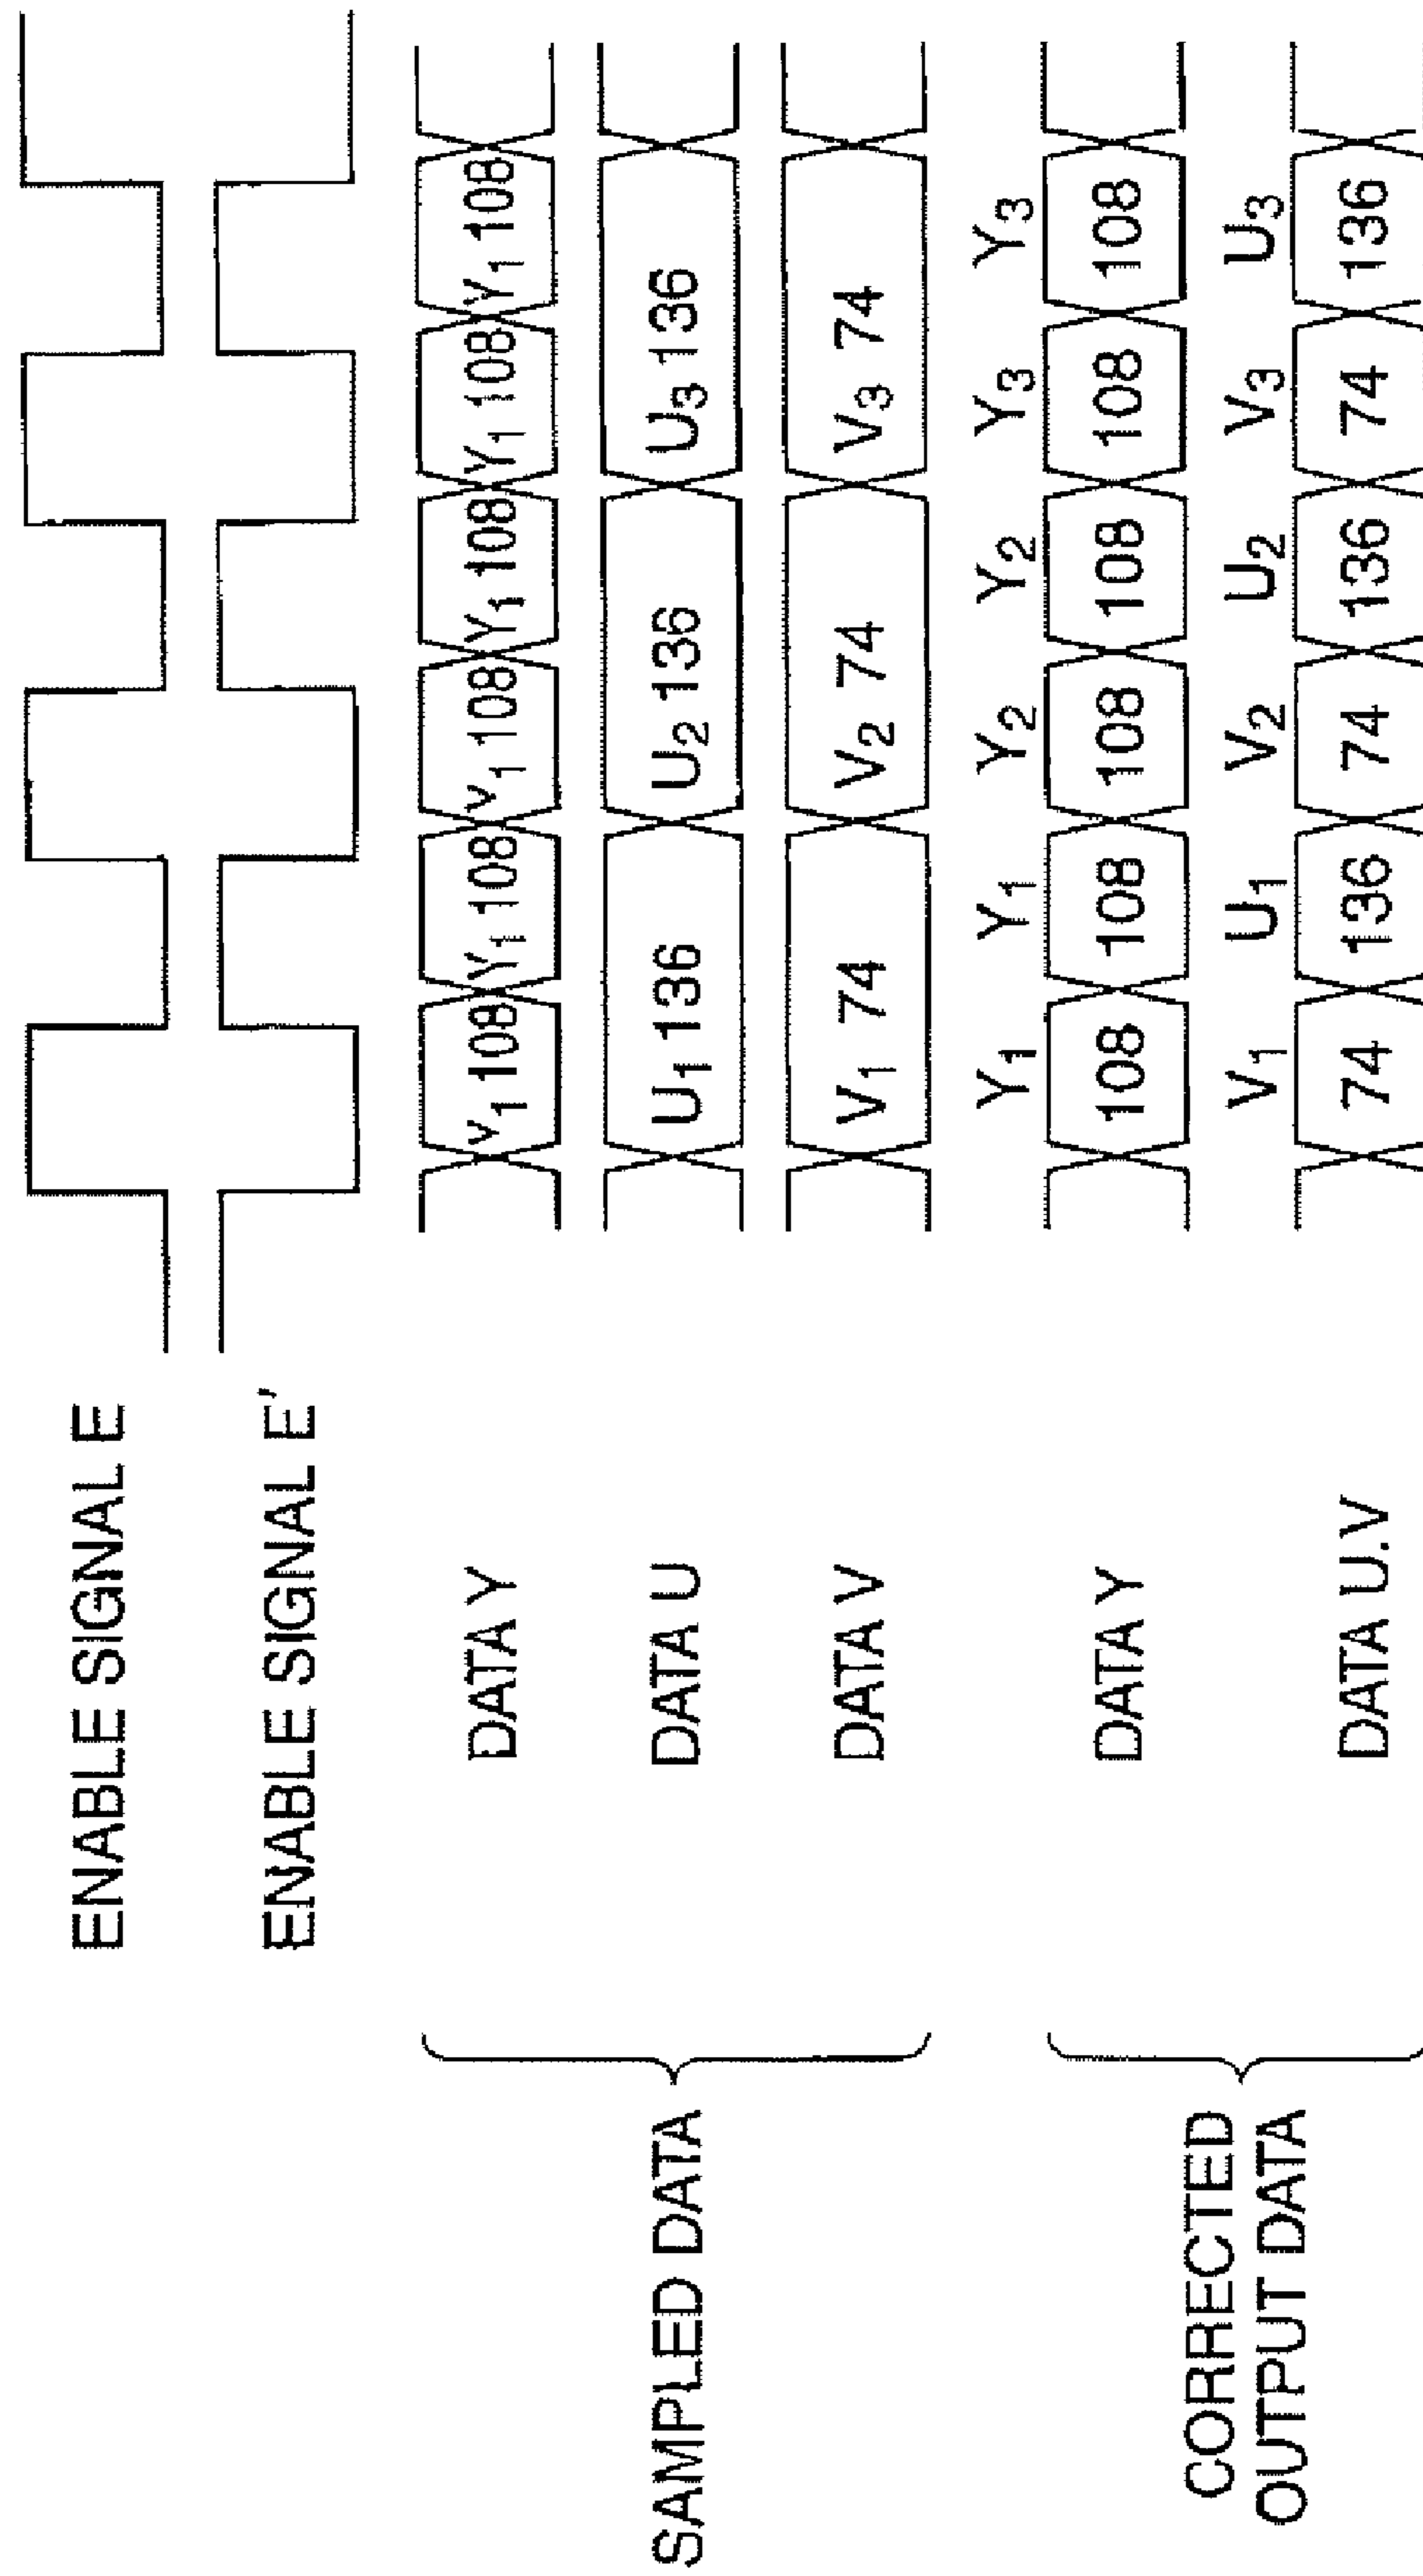 ENABLE SIGNAL E
ENABLE SIGNAL E'
SAMPLED DATA
DATA Y Y₁ 108 Y₁ 108 Y₁ 108 Y₁ 108 Y₁ 108 Y₁ 108
DATA U U₁ 136 U₂ 136 U₃ 136
DATA V V₁ 74 V₂ 74 V₃ 74
CORRECTED
OUTPUT DATA
Y₁ Y₁ Y₂ Y₂ Y₃ Y₃
DATA Y 108 108 108 108 108 108
V₁ U₁ V₂ U₂ V₃ U₃
DATA U.V 74 136 74 136 74 136